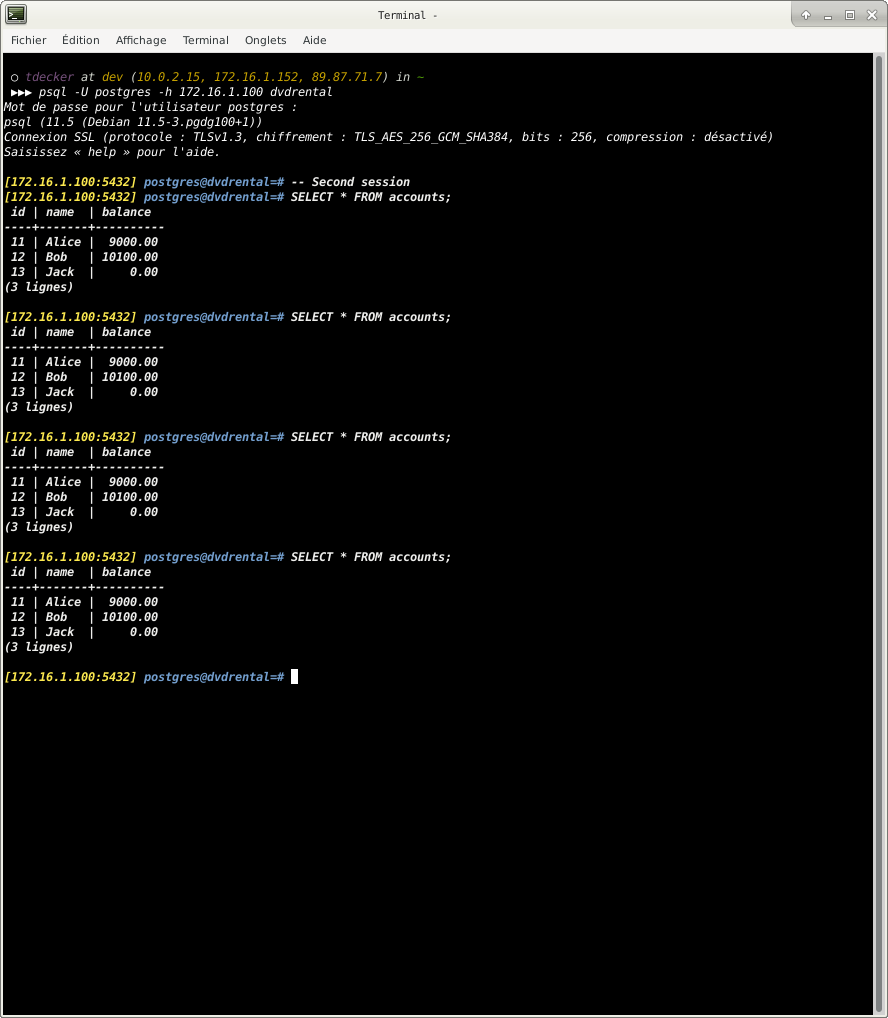 Terminal -
Fichier Édition Affichage Terminal Onglets Aide
○ tdecker at dev (10.0.2.15, 172.16.1.152, 89.87.71.7) in ~
▶▶▶ psql -U postgres -h 172.16.1.100 dvdrental
Mot de passe pour l'utilisateur postgres :
psql (11.5 (Debian 11.5-3.pgdg100+1))
Connexion SSL (protocole : TLSv1.3, chiffrement : TLS_AES_256_GCM_SHA384, bits : 256, compression : désactivé)
Saisissez « help » pour l'aide.
[172.16.1.100:5432] postgres@dvdrental=# -- Second session
[172.16.1.100:5432] postgres@dvdrental=# SELECT * FROM accounts;
 id | name  | balance
----+-------+----------
 11 | Alice |  9000.00
 12 | Bob   | 10100.00
 13 | Jack  |     0.00
(3 lignes)
[172.16.1.100:5432] postgres@dvdrental=# SELECT * FROM accounts;
 id | name  | balance
----+-------+----------
 11 | Alice |  9000.00
 12 | Bob   | 10100.00
 13 | Jack  |     0.00
(3 lignes)
[172.16.1.100:5432] postgres@dvdrental=# SELECT * FROM accounts;
 id | name  | balance
----+-------+----------
 11 | Alice |  9000.00
 12 | Bob   | 10100.00
 13 | Jack  |     0.00
(3 lignes)
[172.16.1.100:5432] postgres@dvdrental=# SELECT * FROM accounts;
 id | name  | balance
----+-------+----------
 11 | Alice |  9000.00
 12 | Bob   | 10100.00
 13 | Jack  |     0.00
(3 lignes)
[172.16.1.100:5432] postgres@dvdrental=#